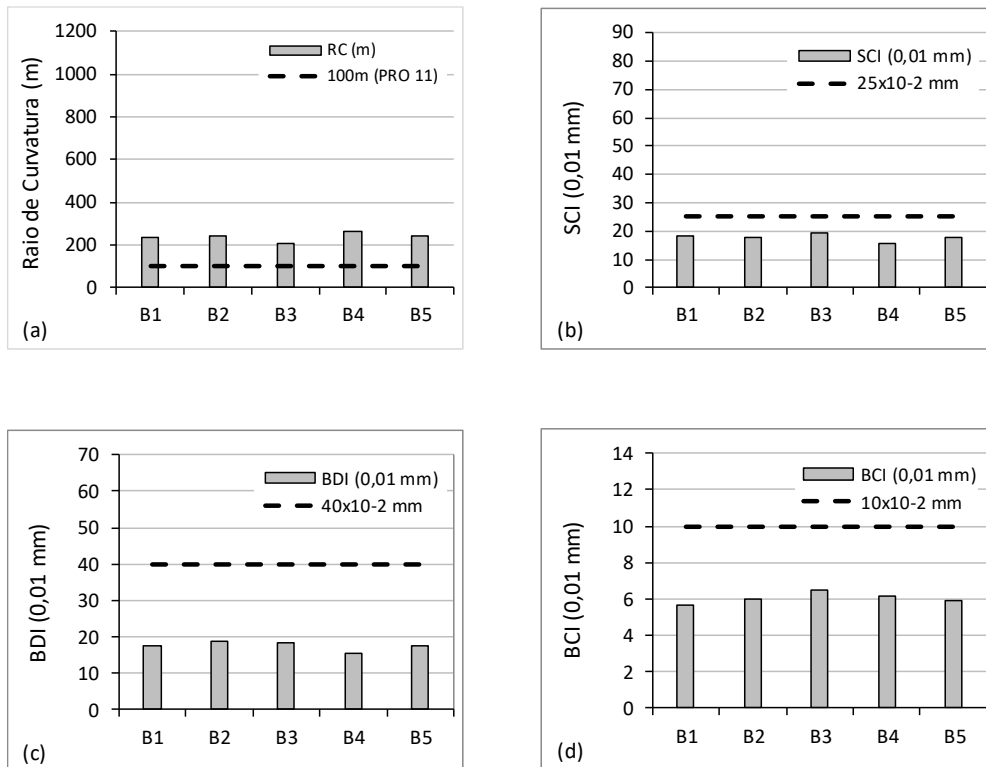 Raio de Curvatura (m)
1200
1000
800
600
400
200
0
RC (m)
100m (PRO 11)
B1 B2 B3 B4 B5
(a)
SCI (0,01 mm)
90
80
70
60
50
40
30
20
10
0
SCI (0,01 mm)
25x10-2 mm
B1 B2 B3 B4 B5
(b)
BDI (0,01 mm)
70
60
50
40
30
20
10
0
BDI (0,01 mm)
40x10-2 mm
B1 B2 B3 B4 B5
(c)
BCI (0,01 mm)
14
12
10
8
6
4
2
0
BCI (0,01 mm)
10x10-2 mm
B1 B2 B3 B4 B5
(d)